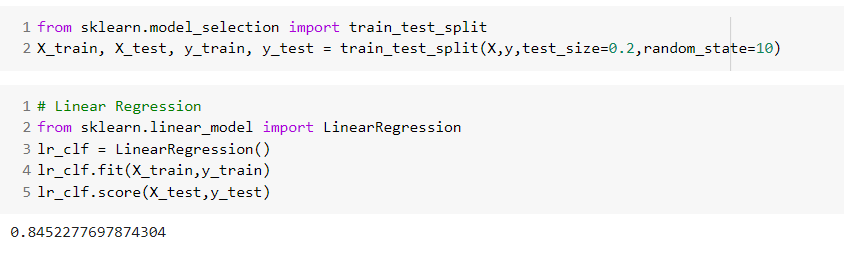 1 from sklearn.model_selection import train_test_split
2 X_train, X_test, y_train, y_test = train_test_split(X,y,test_size=0.2,random_state=10)
1 # Linear Regression
2 from sklearn.linear_model import LinearRegression
3 lr_clf = LinearRegression()
4 lr_clf.fit(X_train,y_train)
5 lr_clf.score(X_test,y_test)
0.8452277697874304